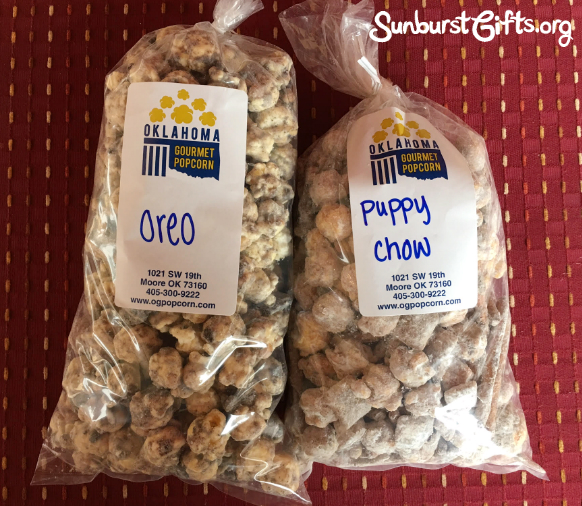 SunburstGifts.org
OKLAHOMA
GOURMET
POPCORN
oreo
1021 SW 19th
Moore OK 73160
405-300-9222
www.ogpopcorn.com
OKLAHOMA
GOURMET
POPCORN
puppy
chow
1021 SW 19th
Moore OK 73160
405-300-9222
www.ogpopcorn.com